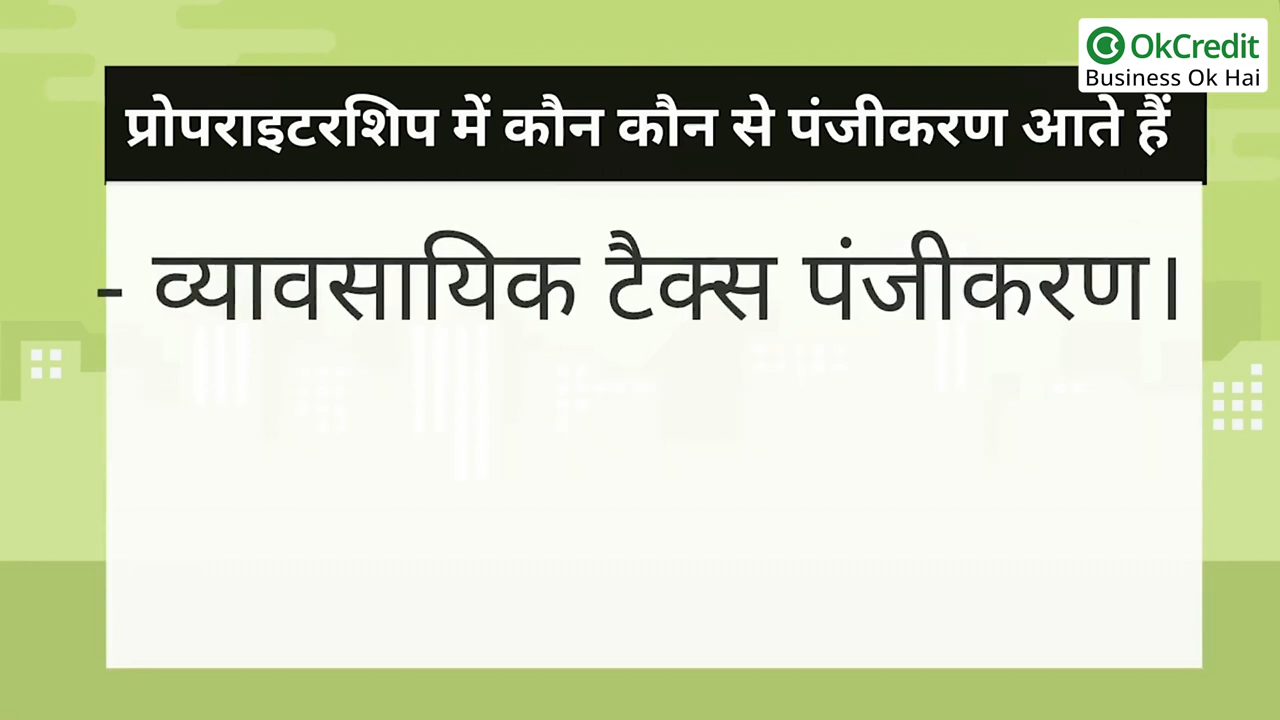 OkCredit
Business Ok Hai
प्रोपराइटरशिप में कौन कौन से पंजीकरण आते हैं
- व्यावसायिक टैक्स पंजीकरण।